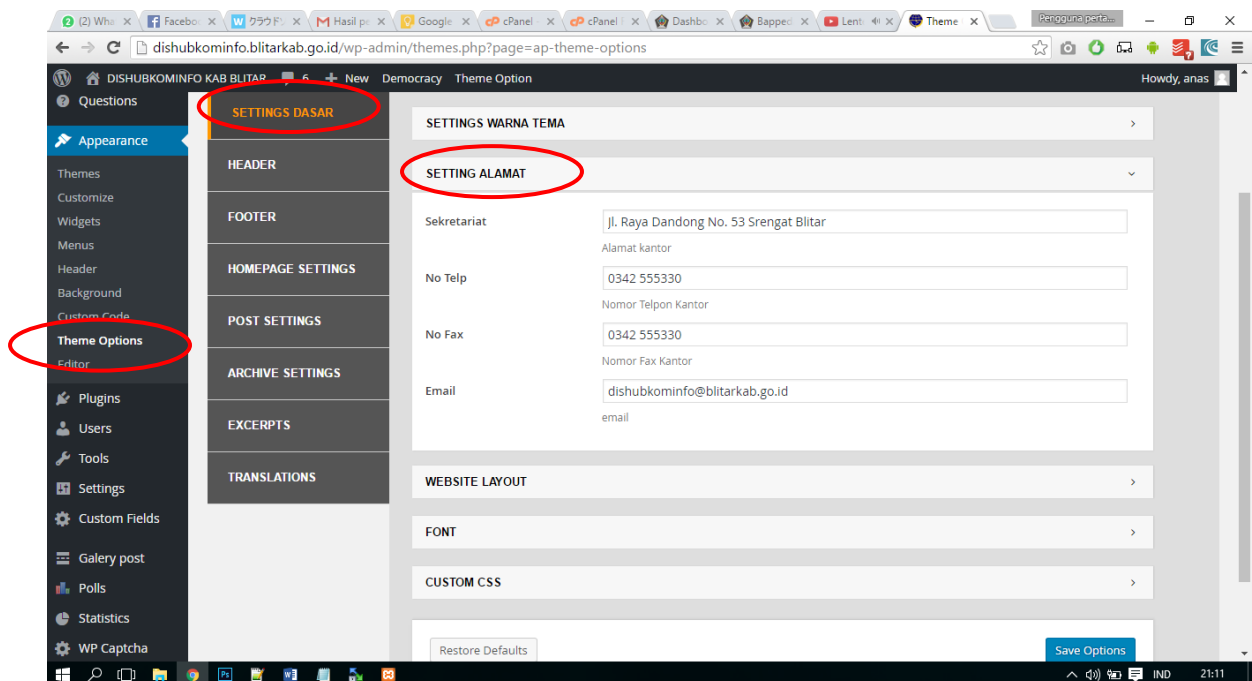 (2) Wha
Facebo
クラウド
Hasil pe
Google
cPanel
cPanel
Dashbo
Bapped
Lent
Theme
Pengguna perta...
dishubkominfo.blitarkab.go.id/wp-admin/themes.php?page=ap-theme-options
DISHUBKOMINFO KAB BLITAR 6 + New Democracy Theme Option Howdy, anas
Questions
Appearance
Themes
Customize
Widgets
Menus
Header
Background
Custom Code
Theme Options
Editor
Plugins
Users
Tools
Settings
Custom Fields
Galery post
Polls
Statistics
WP Captcha
SETTINGS DASAR
HEADER
FOOTER
HOMEPAGE SETTINGS
POST SETTINGS
ARCHIVE SETTINGS
EXCERPTS
TRANSLATIONS
SETTINGS WARNA TEMA
SETTING ALAMAT
Sekretariat Jl. Raya Dandong No. 53 Srengat Blitar
Alamat kantor
No Telp 0342 555330
Nomor Telpon Kantor
No Fax 0342 555330
Nomor Fax Kantor
Email dishubkominfo@blitarkab.go.id
email
WEBSITE LAYOUT
FONT
CUSTOM CSS
Restore Defaults Save Options
IND 21:11